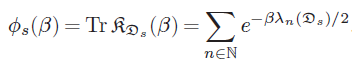 ϕ_s(β) = Tr 𝔎_{𝔇_s}(β) = ∑_{n∈ℕ} e^{−βλ_n(𝔇_s)/2}